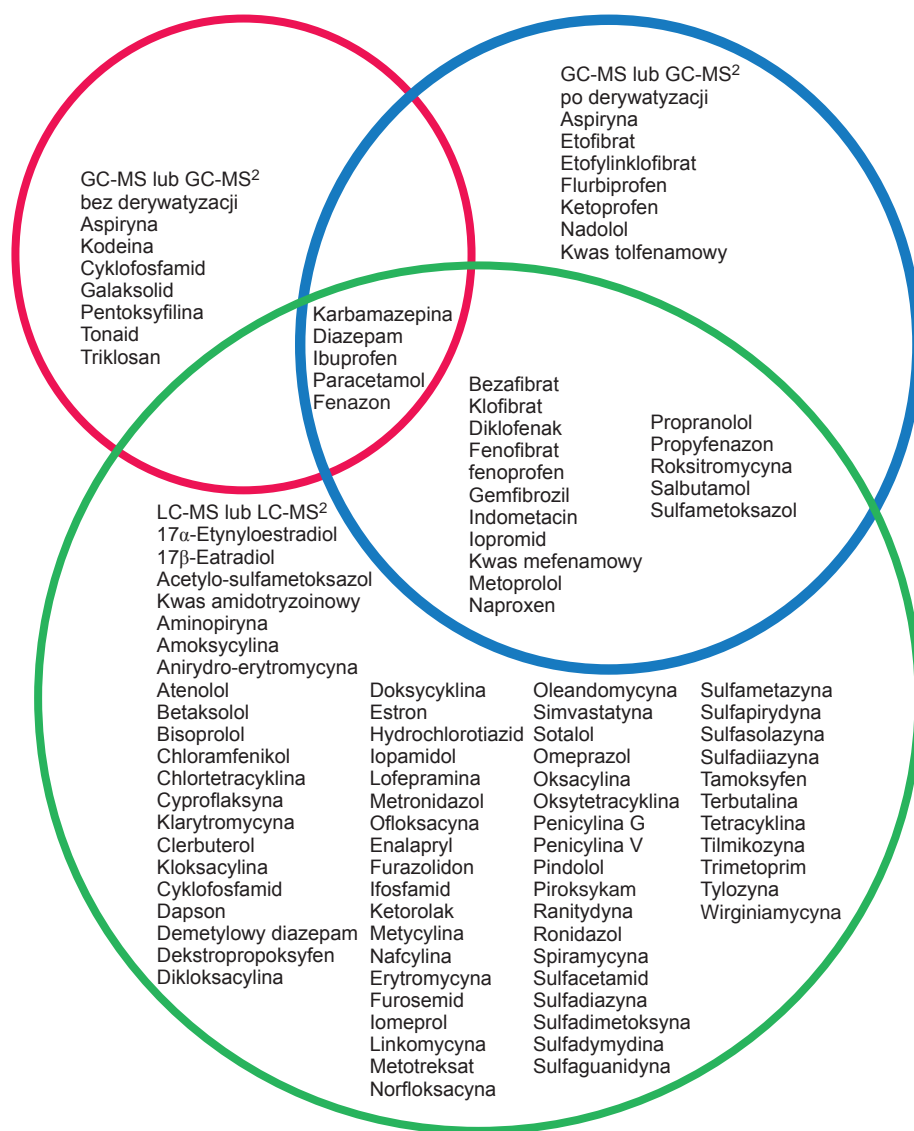 GC-MS lub GC-MS²
bez derywatyzacji
Aspiryna
Kodeina
Cyklofosfamid
Galaksolid
Pentoksyfilina
Tonaid
Triklosan
GC-MS lub GC-MS²
po derywatyzacji
Aspiryna
Etofibrat
Etofylinklofibrat
Flurbiprofen
Ketoprofen
Nadolol
Kwas tolfenamowy
Karbamazepina
Diazepam
Ibuprofen
Paracetamol
Fenazon
Bezafibrat
Klofibrat
Diklofenak
Fenofibrat
fenoprofen
Gemfibrozil
Indometacin
Iopromid
Kwas mefenamowy
Metoprolol
Naproxen
Propranolol
Propyfenazon
Roksitromycyna
Salbutamol
Sulfametoksazol
LC-MS lub LC-MS²
17α-Etynyloestradiol
17β-Eatradiol
Acetylo-sulfametoksazol
Kwas amidotryzoinowy
Aminopiryna
Amoksycylina
Anirydro-erytromycyna
Atenolol
Betaksolol
Bisoprolol
Chloramfenikol
Chlortetracyklina
Cyproflaksyna
Klarytromycyna
Clerbuterol
Kloksacylina
Cyklofosfamid
Dapson
Demetylowy diazepam
Dekstropropoksyfen
Dikloksacylina
Doksycyklina
Estron
Hydrochlorotiazid
Iopamidol
Lofepramina
Metronidazol
Ofloksacyna
Enalapryl
Furazolidon
Ifosfamid
Ketorolak
Metycylina
Nafcylina
Erytromycyna
Furosemid
Iomeprol
Linkomycyna
Metotreksat
Norfloksacyna
Oleandomycyna
Simvastatyna
Sotalol
Omeprazol
Oksacylina
Oksytetracyklina
Penicylina G
Penicylina V
Pindolol
Piroksykam
Ranitydyna
Ronidazol
Spiramycyna
Sulfacetamid
Sulfadiazyna
Sulfadimetoksyna
Sulfadymydina
Sulfaguanidyna
Sulfametazyna
Sulfapirydyna
Sulfasolazyna
Sulfadiiazyna
Tamoksyfen
Terbutalina
Tetracyklina
Tilmikozyna
Trimetoprim
Tylozyna
Wirginiamycyna